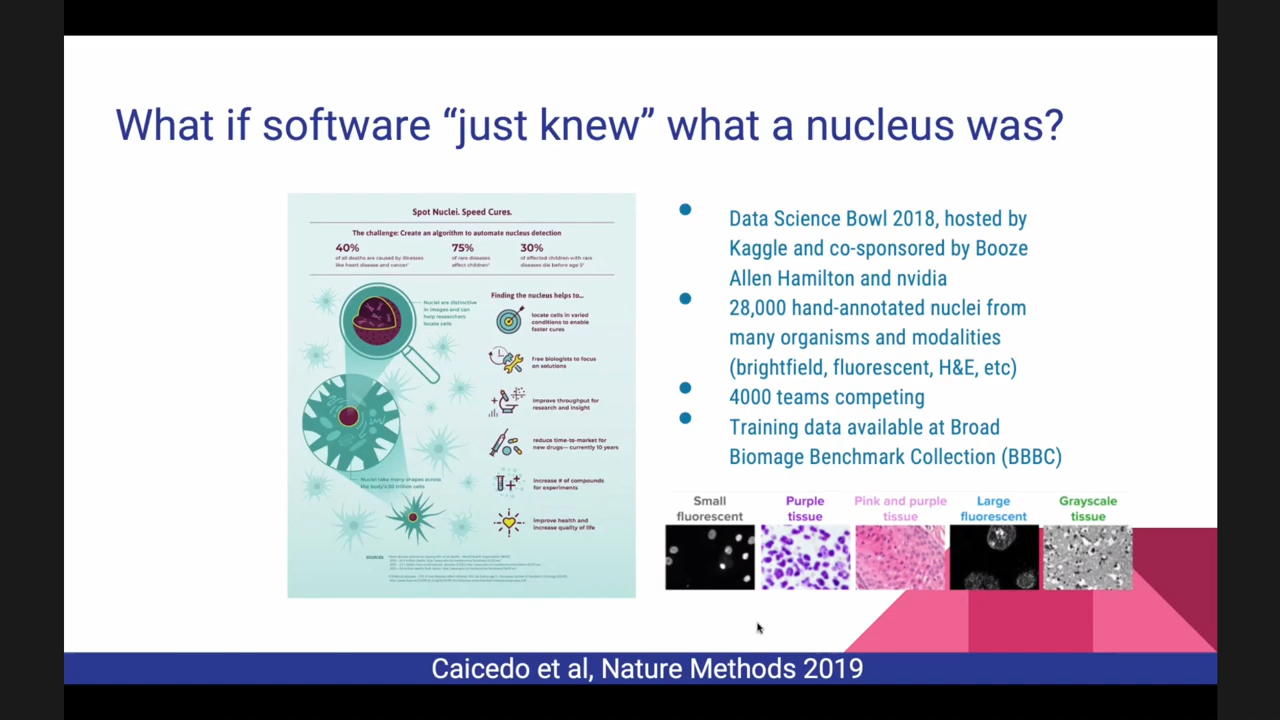 What if software “just knew” what a nucleus was?
Spot Nuclei. Speed Cures.
The challenge: Create an algorithm to automate nucleus detection
40%
of all deaths are caused by illnesses
like heart disease and cancer¹
75%
of rare diseases
affect children²
30%
of affected children with rare
diseases die before age 5³
Nuclei are distinctive
in images and can
help researchers
locate cells
Nuclei take many shapes across
the body's 30 trillion cells
Finding the nucleus helps to...
locate cells in varied
conditions to enable
faster cures
Free biologists to focus
on solutions
Improve throughput for
research and insight
reduce time-to-market for
new drugs— currently 10 years
Increase # of compounds
for experiments
Improve health and
increase quality of life
SOURCES
Data Science Bowl 2018, hosted by
Kaggle and co-sponsored by Booze
Allen Hamilton and nvidia
28,000 hand-annotated nuclei from
many organisms and modalities
(brightfield, fluorescent, H&E, etc)
4000 teams competing
Training data available at Broad
Biomage Benchmark Collection (BBBC)
Small
fluorescent
Purple
tissue
Pink and purple
tissue
Large
fluorescent
Grayscale
tissue
Caicedo et al, Nature Methods 2019